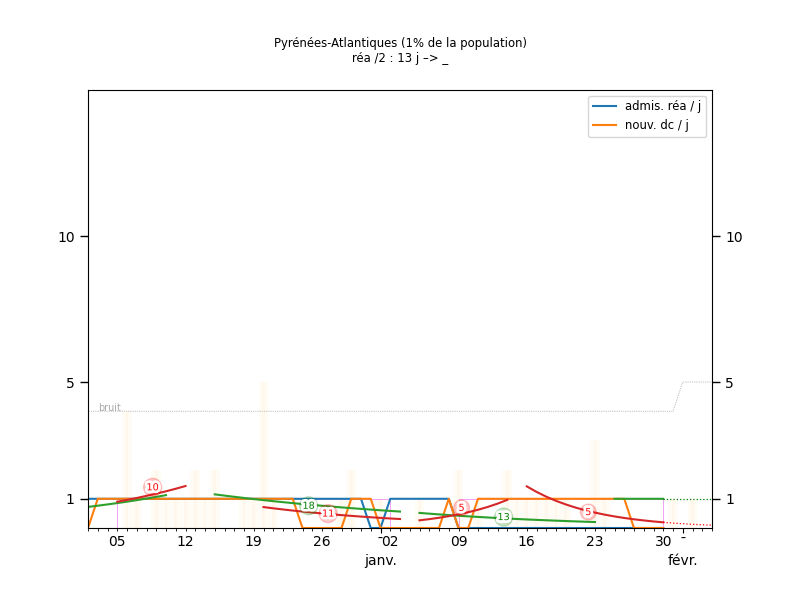 Pyrénées-Atlantiques (1% de la population)
réa /2 : 13 j –> _
admis. réa / j
nouv. dc / j
10 10
5 5
bruit
1 1
10
18
11
5
13
5
05 12 19 26 02 09 16 23 30
janv. févr.